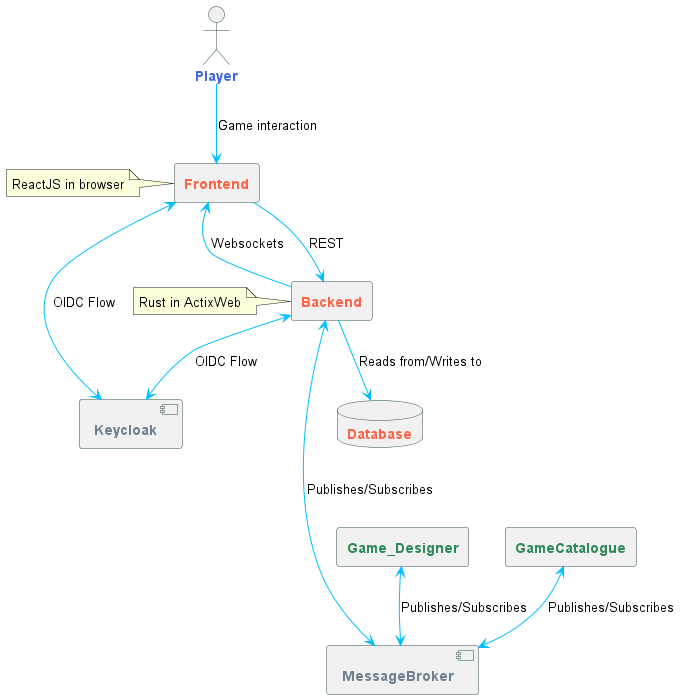 Player
Game interaction
ReactJS in browser
Frontend
Websockets
REST
OIDC Flow
Rust in ActixWeb
Backend
OIDC Flow
Reads from/Writes to
Keycloak
Database
Publishes/Subscribes
Game_Designer
GameCatalogue
Publishes/Subscribes
Publishes/Subscribes
MessageBroker